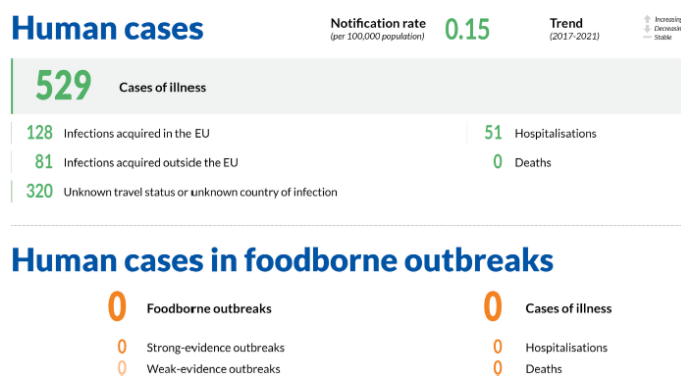 Human cases
Notification rate
(per 100,000 population)
0.15
Trend
(2017-2021)
Stable
529 Cases of illness
128 Infections acquired in the EU
51 Hospitalisations
81 Infections acquired outside the EU
0 Deaths
320 Unknown travel status or unknown country of infection
Human cases in foodborne outbreaks
0 Foodborne outbreaks
0 Cases of illness
0 Strong-evidence outbreaks
0 Hospitalisations
0 Weak-evidence outbreaks
0 Deaths